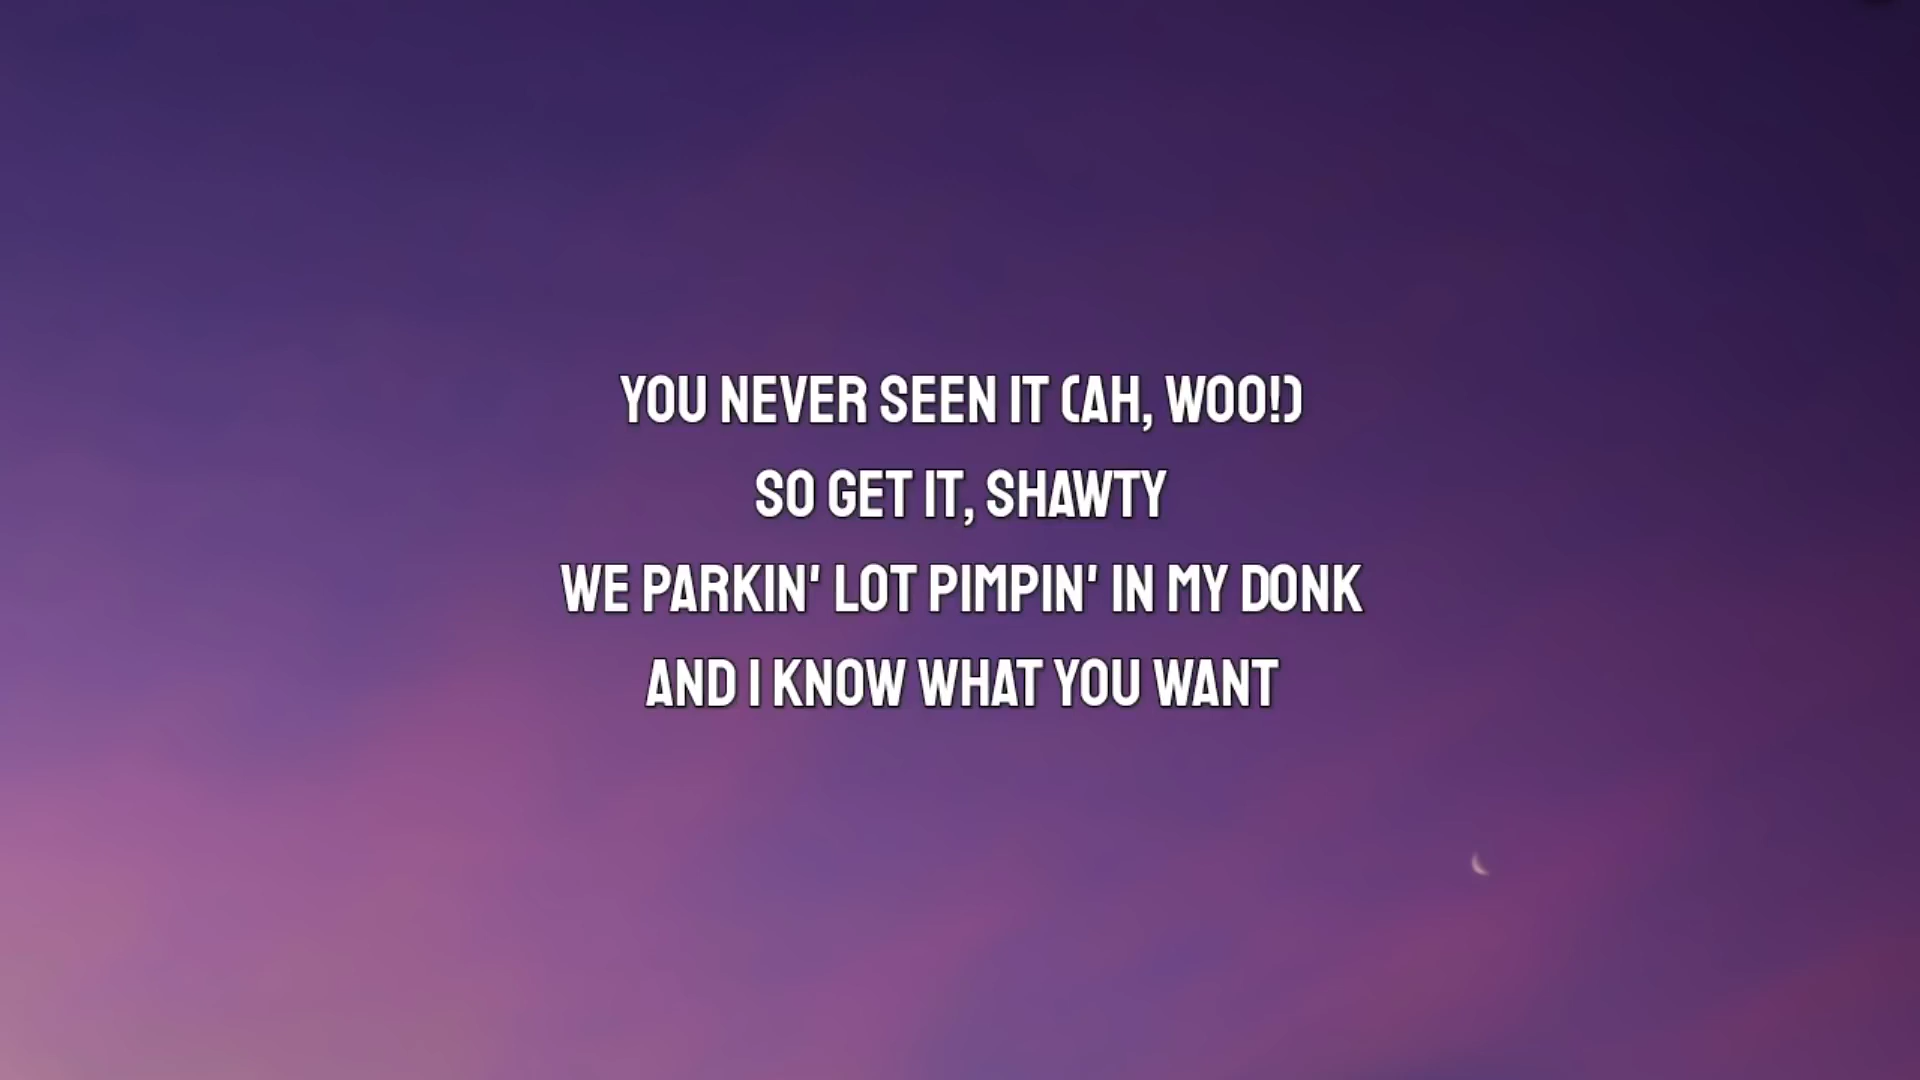 YOU NEVER SEEN IT (AH, WOO!)
SO GET IT, SHAWTY
WE PARKIN' LOT PIMPIN' IN MY DONK
AND I KNOW WHAT YOU WANT